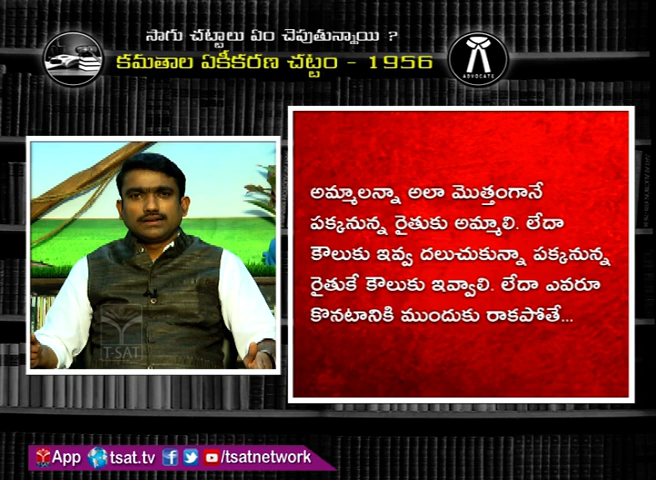 సాగు చట్టాలు ఏం చెపుతున్నాయి ?
కమతాల ఏకీకరణ చట్టం - 1956
ADVOCATE
అమ్మాలన్నా అలా మొత్తంగానే
పక్కనున్న రైతుకు అమ్మాలి. లేదా
కౌలుకు ఇవ్వ దలుచుకున్నా పక్కనున్న
రైతుకే కౌలుకు ఇవ్వాలి. లేదా ఎవరూ
కొనటానికి ముందుకు రాకపోతే...
T-SAT
App tsat.tv /tsatnetwork